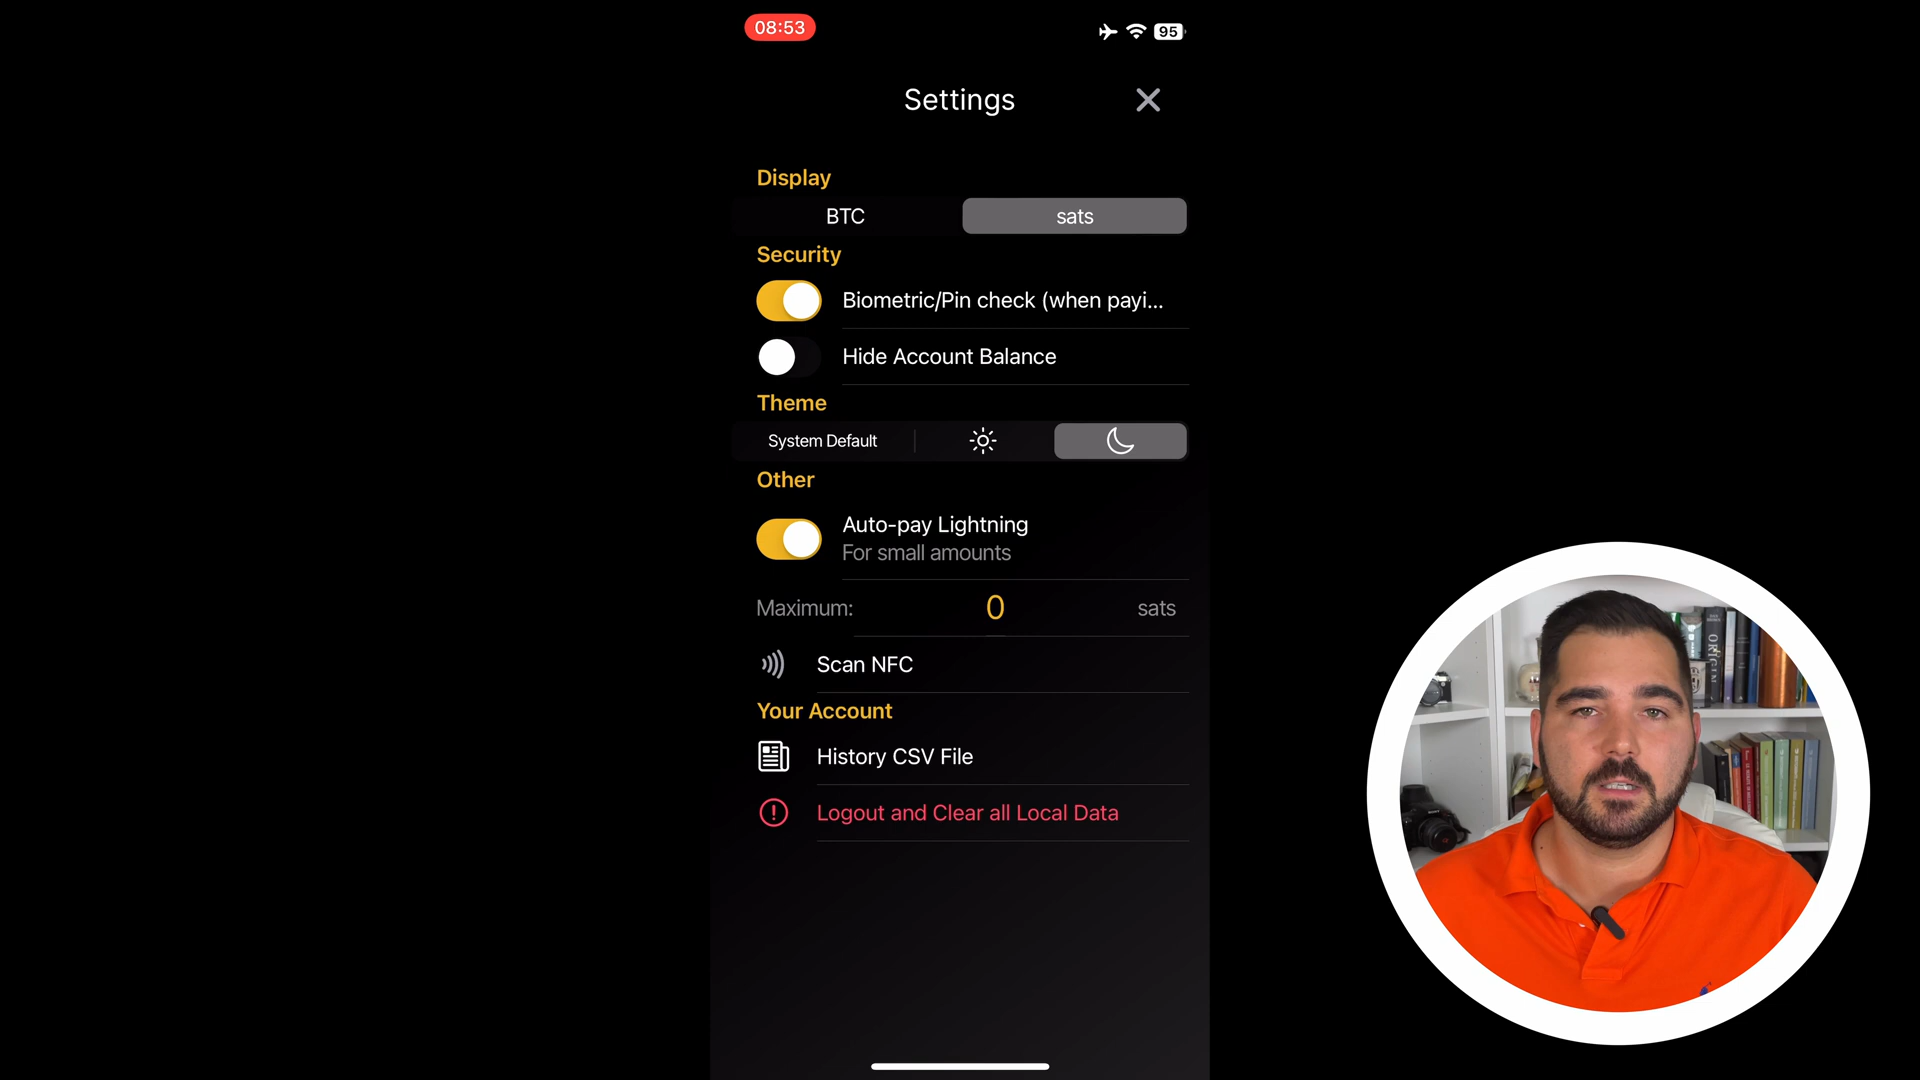 08:53
95
Settings
Display
BTC
sats
Security
Biometric/Pin check (when payi...
Hide Account Balance
Theme
System Default
Other
Auto-pay Lightning
For small amounts
Maximum:
0
sats
Scan NFC
Your Account
History CSV File
Logout and Clear all Local Data
ORIGIN